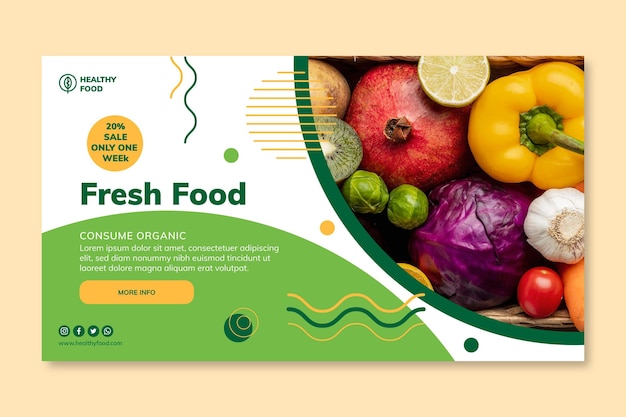 HEALTHY
FOOD
20%
SALE
ONLY ONE
WEEk
Fresh Food
CONSUME ORGANIC
Lorem ipsum dolor sit amet, consectetuer
adipiscing elit, sed diam nonummy nibh
euismod tincidunt ut laoreet dolore
magna aliquam erat volutpat.
MORE INFO
www.healthyfood.com